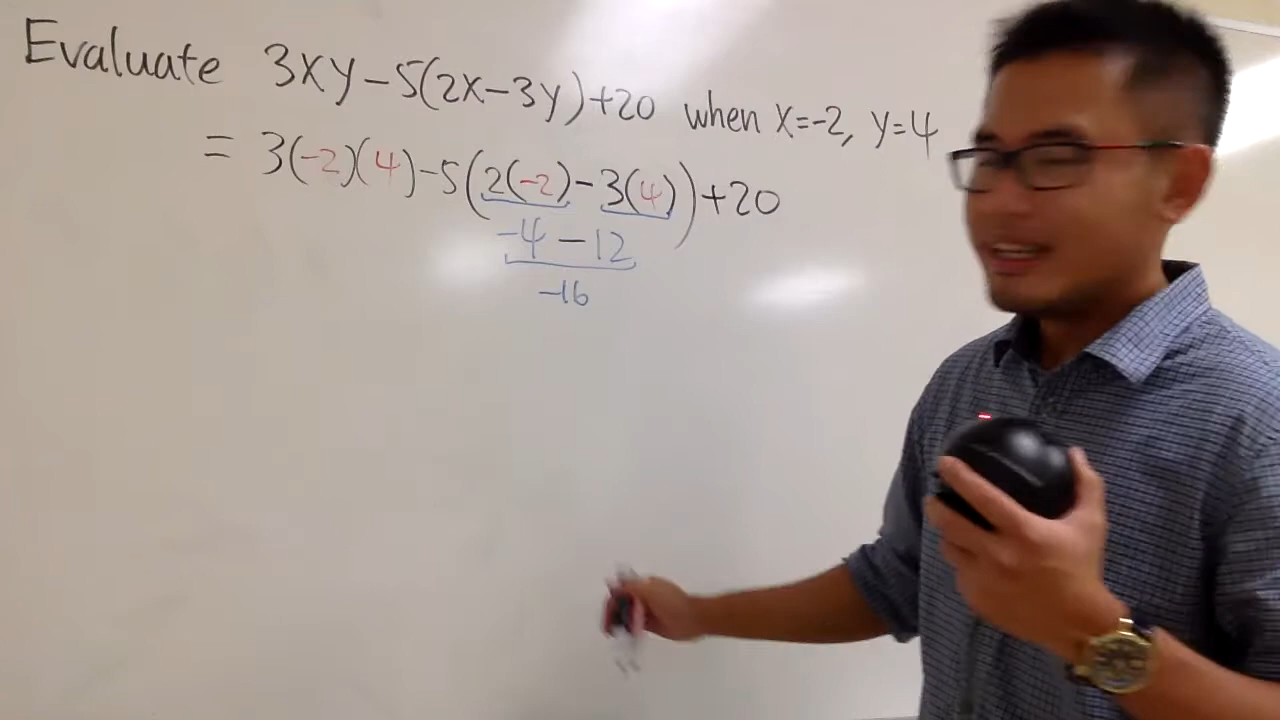 Evaluate 3xy-5(2x-3y)+20 when x=-2, y=4
= 3(-2)(4)-5(2(-2)-3(4))+20
-4-12
-16